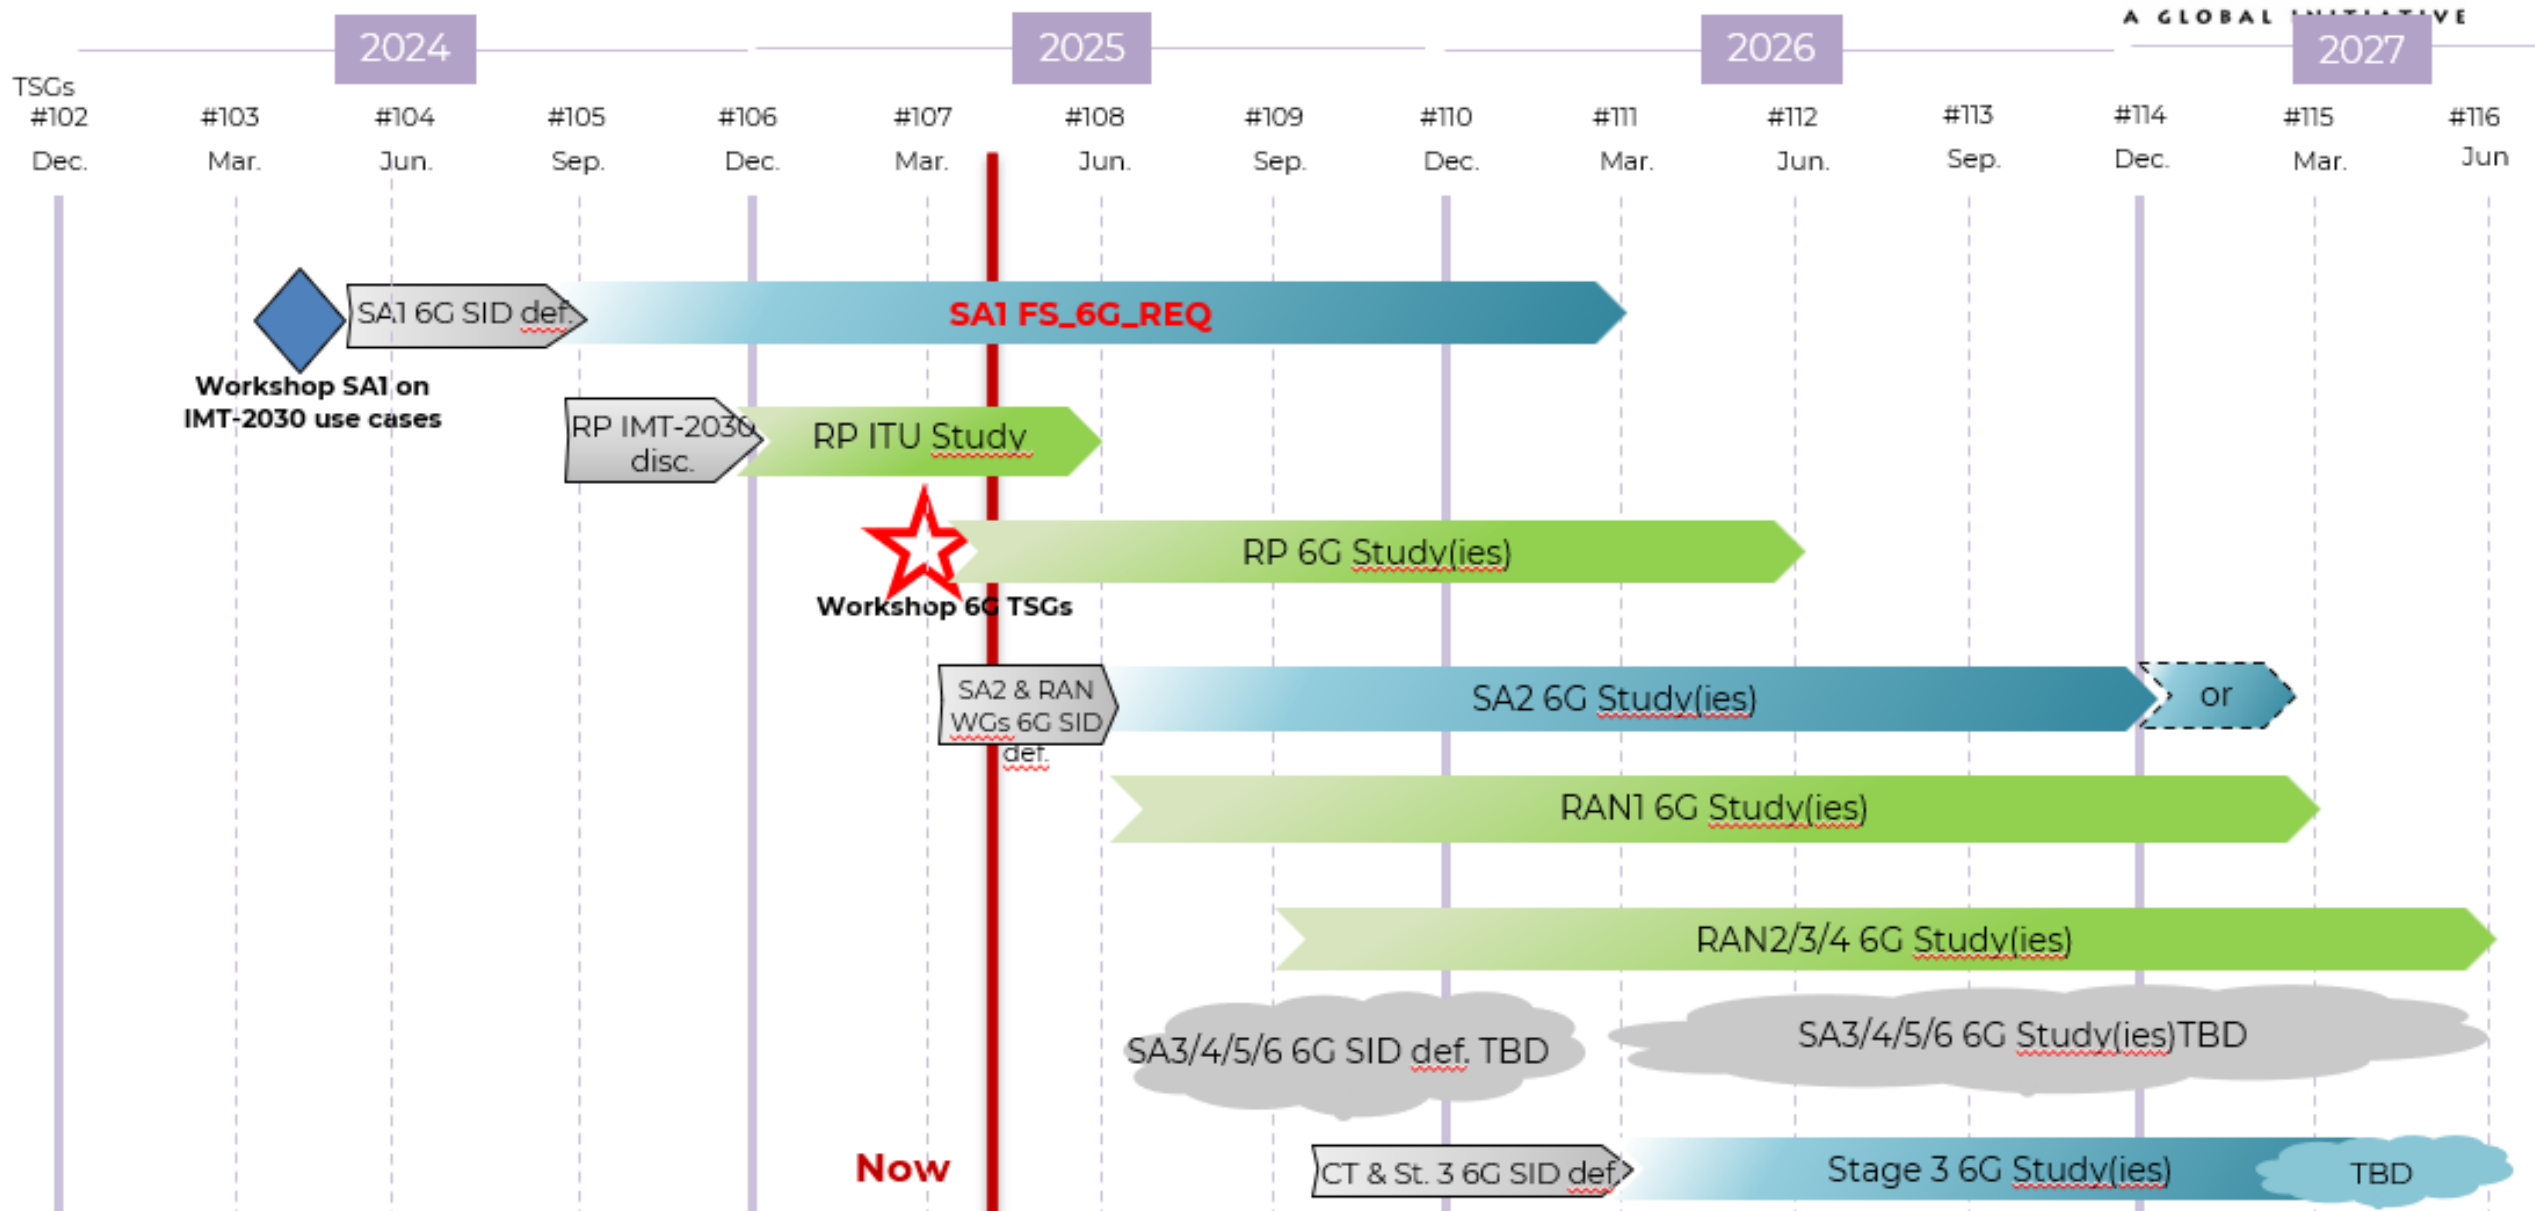 A GLOBAL INITIATIVE
2024 2025 2026 2027
TSGs
#102 #103 #104 #105 #106 #107 #108 #109 #110 #111 #112 #113 #114 #115 #116
Dec. Mar. Jun. Sep. Dec. Mar. Jun. Sep. Dec. Mar. Jun. Sep. Dec. Mar. Jun
SA1 6G SID def.
SA1 FS_6G_REQ
Workshop SA1 on
IMT-2030 use cases
RP IMT-2030
disc.
RP ITU Study
RP 6G Study(ies)
Workshop 6G TSGs
SA2 & RAN
WGs 6G SID
def.
SA2 6G Study(ies)
or
RAN1 6G Study(ies)
RAN2/3/4 6G Study(ies)
SA3/4/5/6 6G SID def. TBD
SA3/4/5/6 6G Study(ies)TBD
Now
CT & St. 3 6G SID def.
Stage 3 6G Study(ies)
TBD